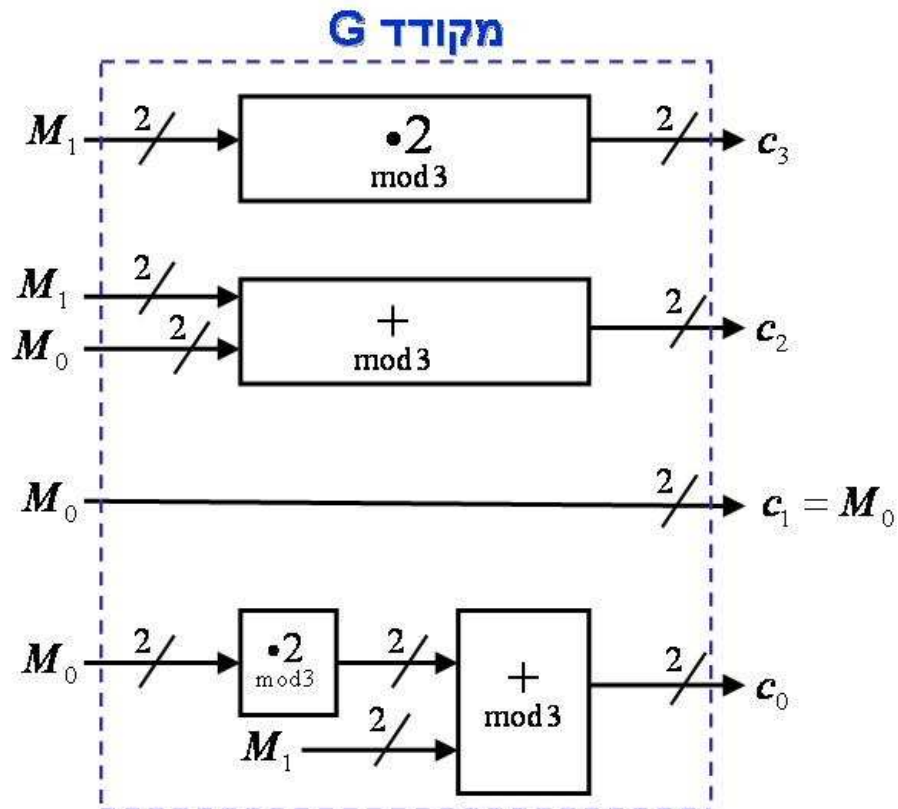 מקודד G
M₁ 2 •2 mod3 2 c₃
M₁ 2
M₀ 2 + mod3 2 c₂
M₀ 2 c₁ = M₀
M₀ 2 •2 mod3 2 + mod3 2 c₀
M₁ 2